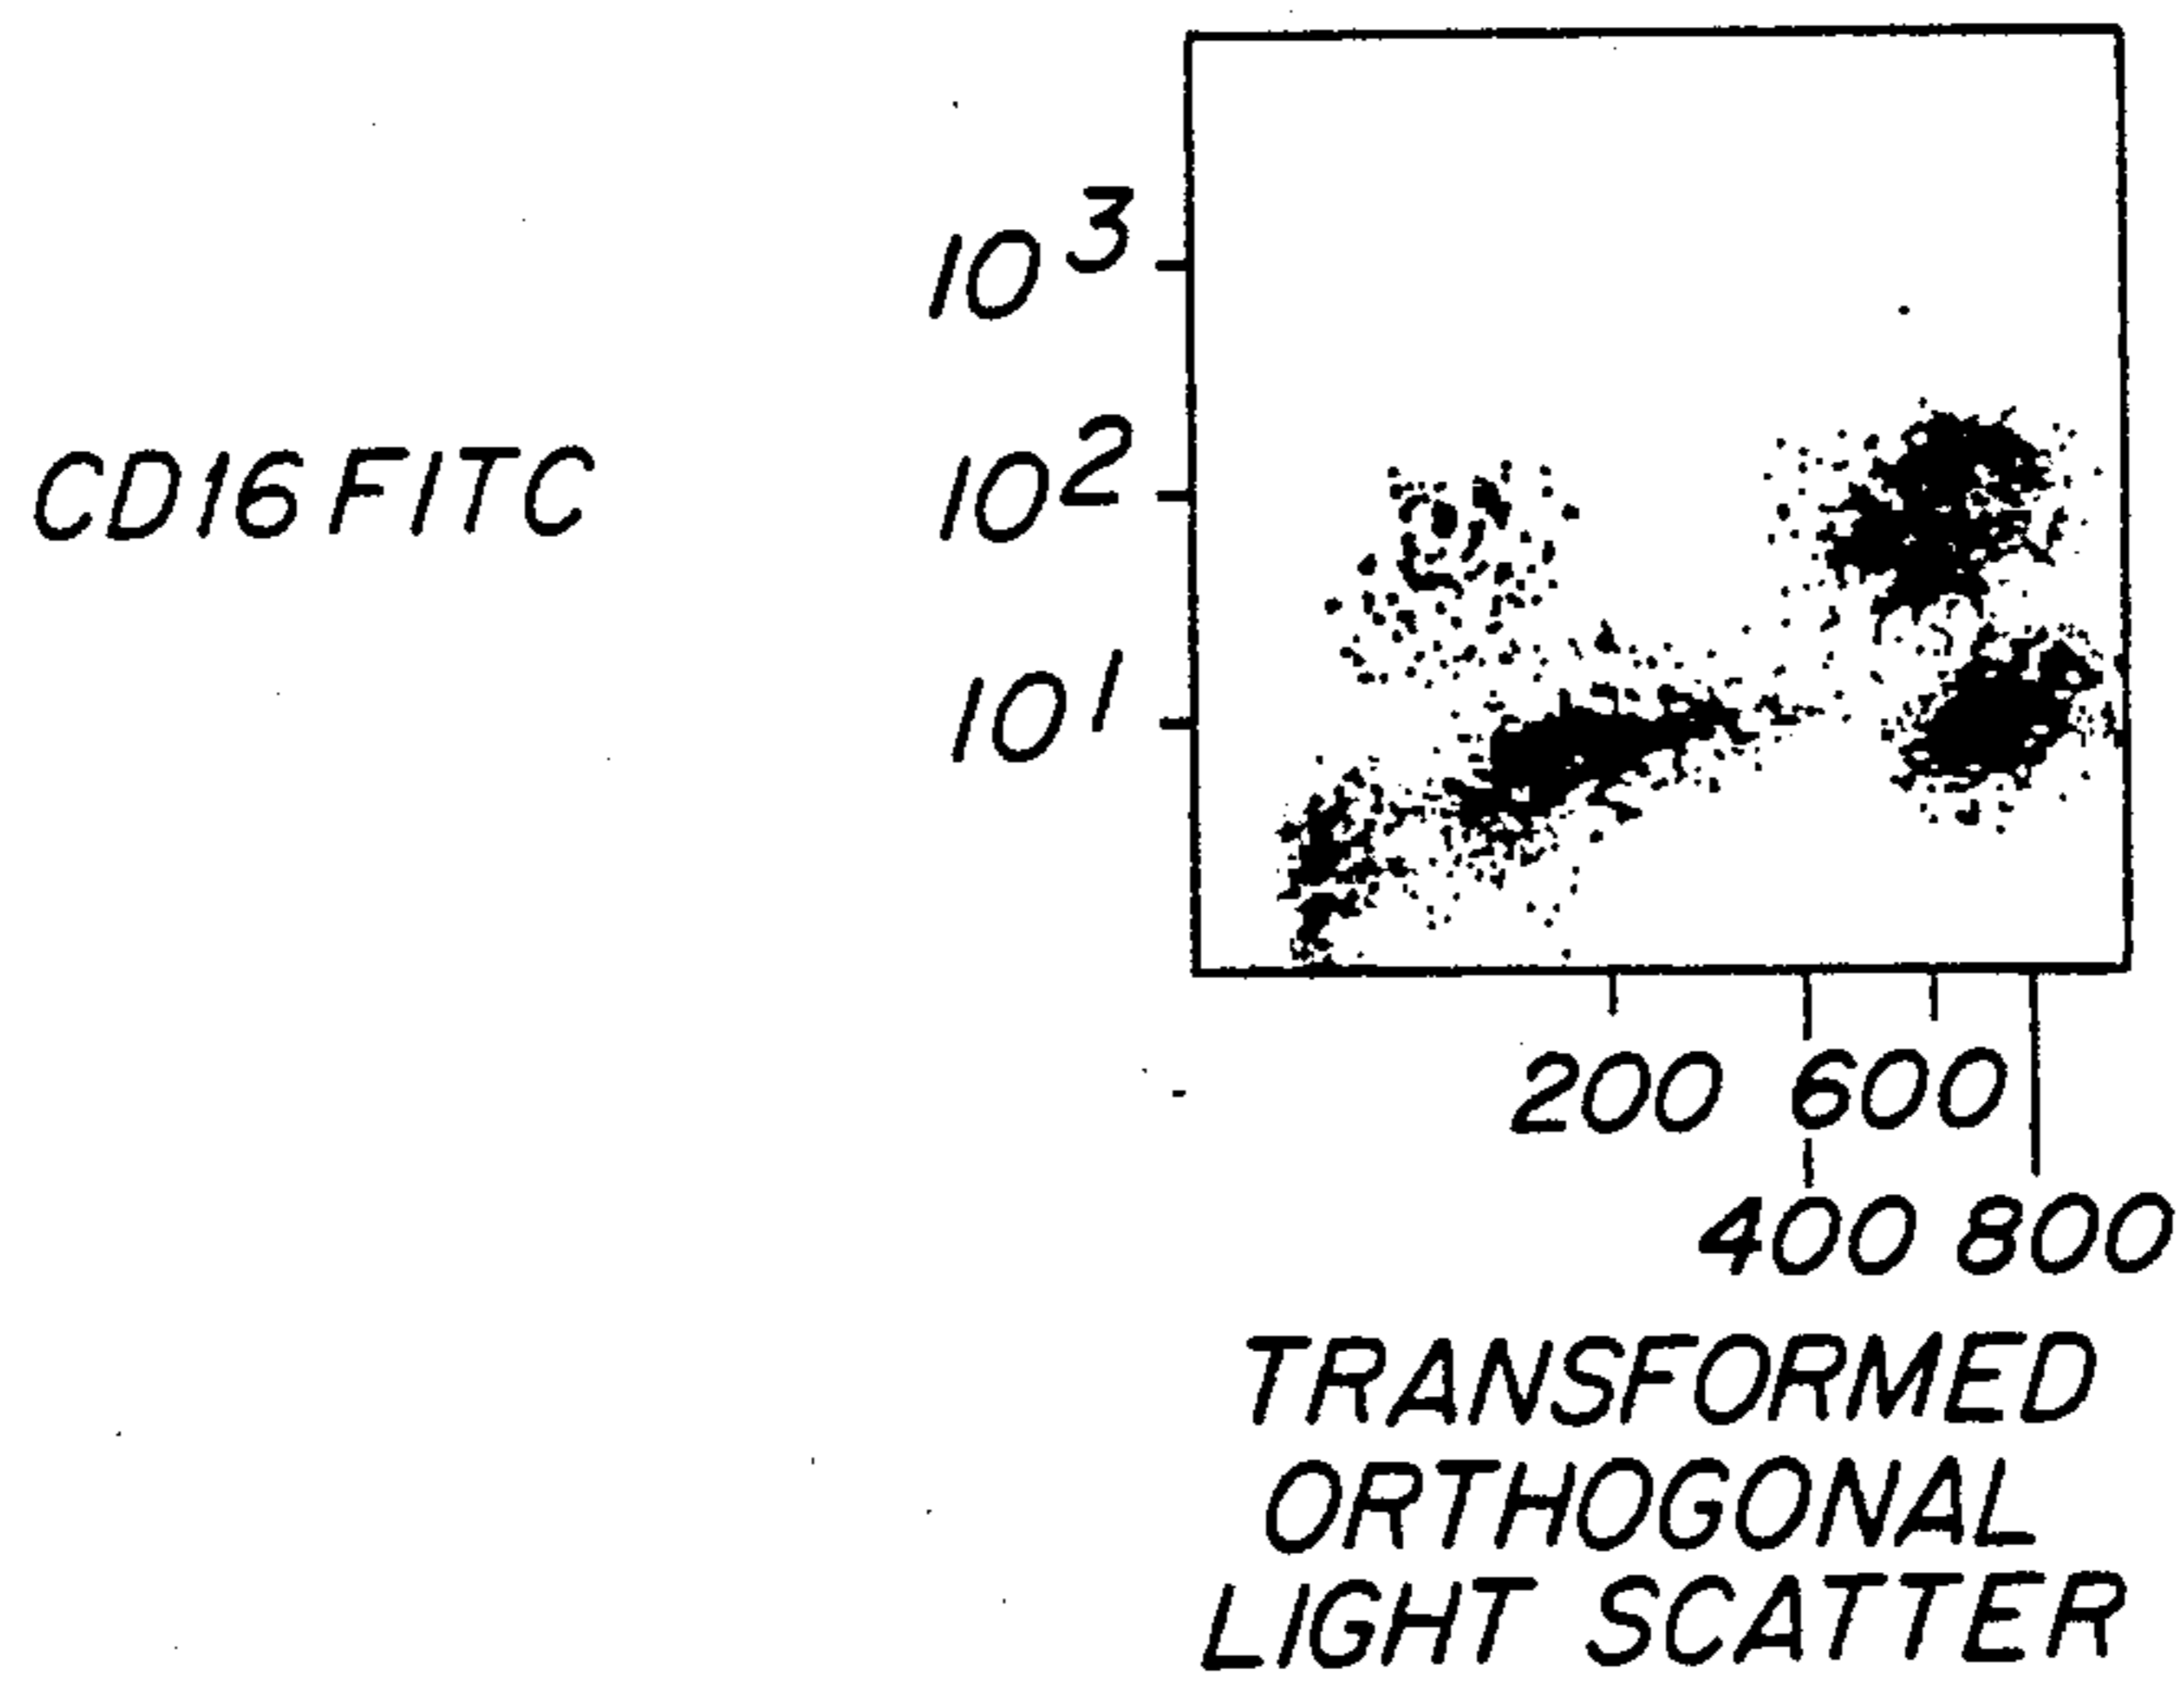 10³
CD16 FITC
10²
10¹
200 600
400 800
TRANSFORMED
ORTHOGONAL
LIGHT SCATTER